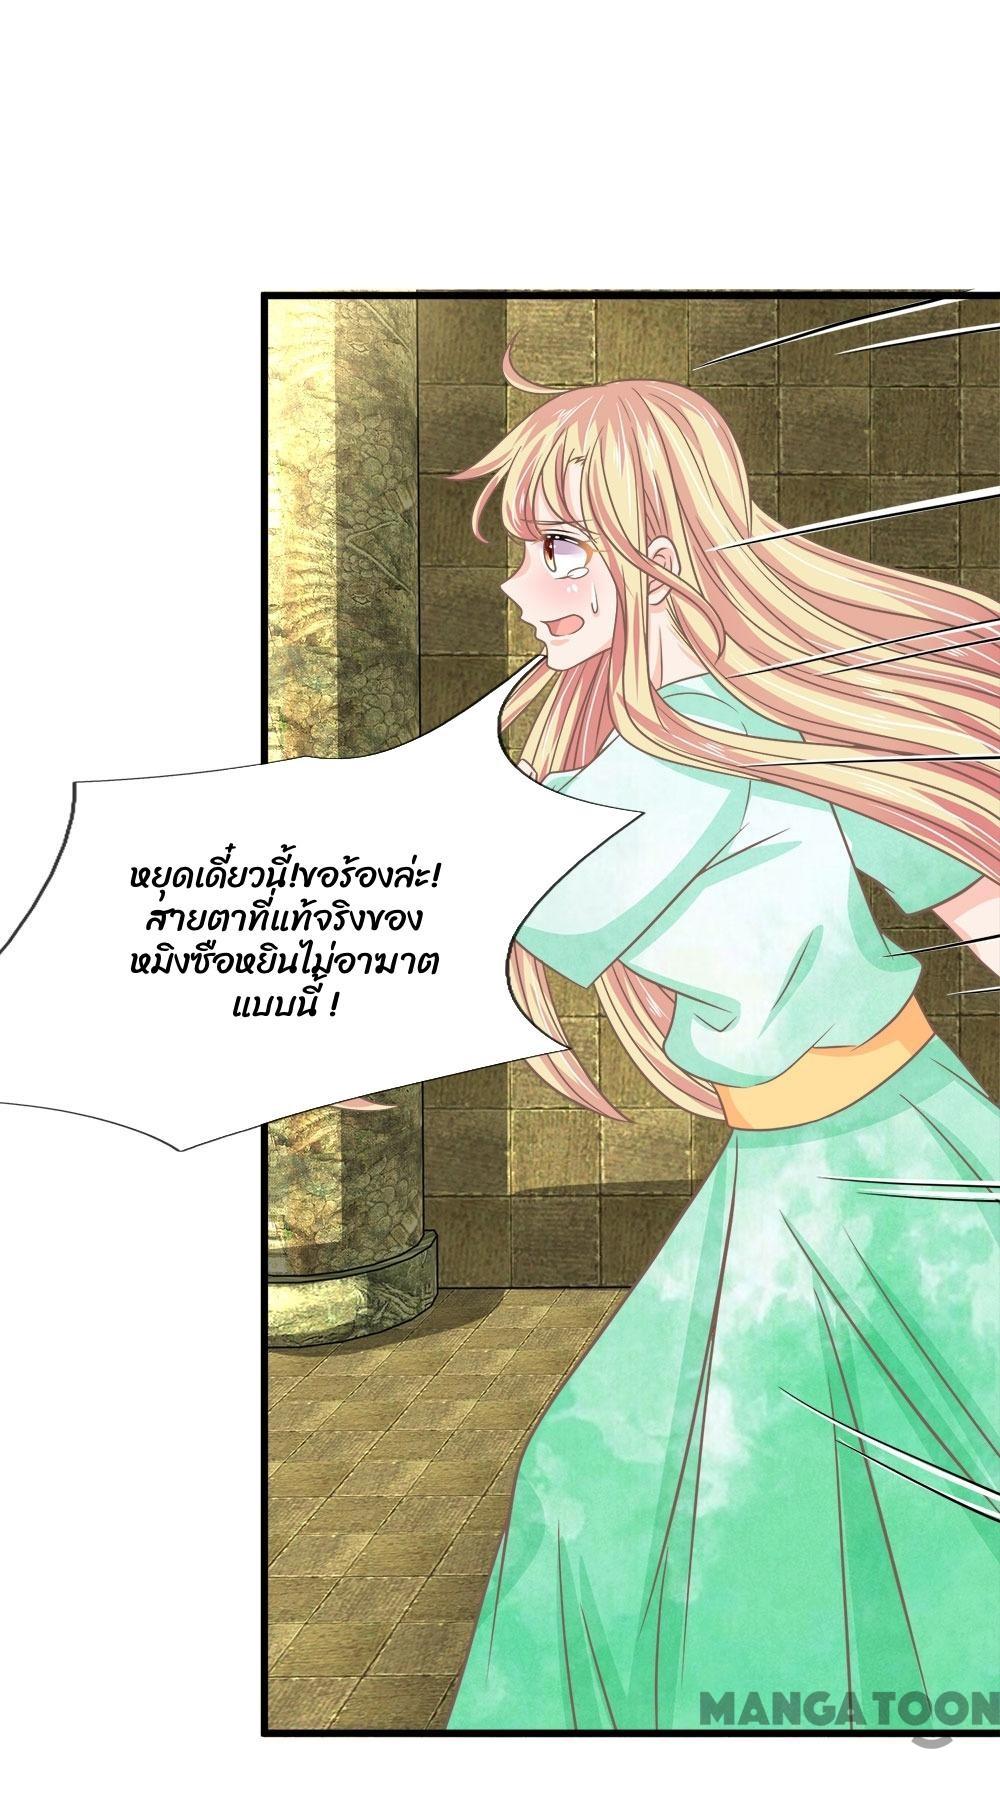 หยุดเดี๋ยวนี้!ขอร้องล่ะ!
สายตาที่แท้จริงของ
หมิงซือหยินไม่อาฆาต
แบบนี้ !
MANGATOON